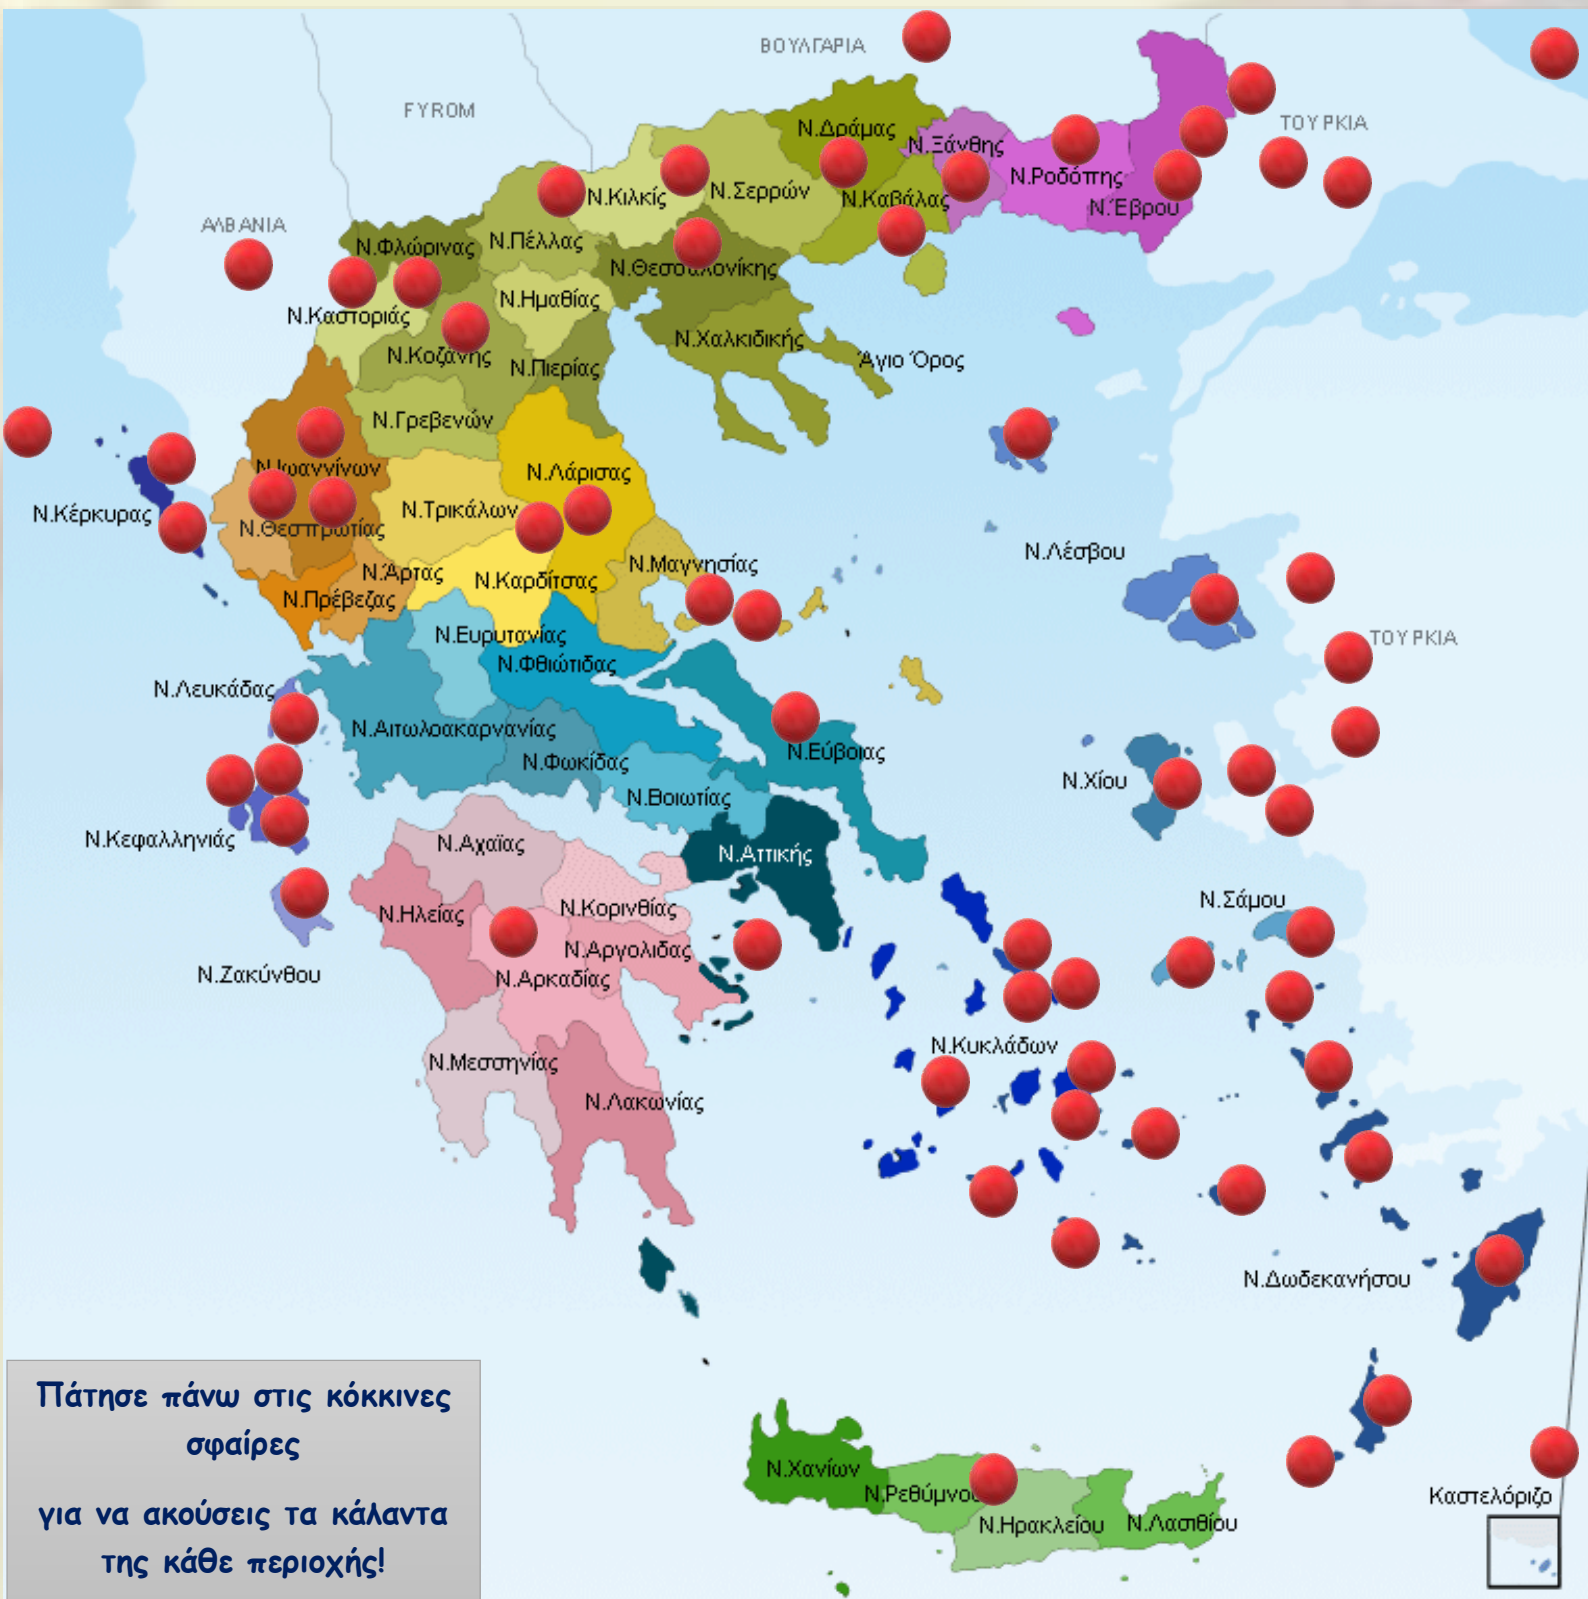 ΒΟΥΛΓΑΡΙΑ
FYROM
ΤΟΥΡΚΙΑ
ΑΛΒΑΝΙΑ
Ν.Δράμας
Ν.Ξάνθης
Ν.Ροδόπης
Ν.Έβρου
Ν.Κιλκίς
Ν.Σερρών
Ν.Καβάλας
Ν.Φλώρινας
Ν.Πέλλας
Ν.Θεσσαλονίκης
Ν.Ημαθίας
Ν.Καστοριάς
Ν.Χαλκιδικής
Ν.Κοζάνης
Ν.Πιερίας
Άγιο Όρος
Ν.Γρεβενών
Ν.Ιωαννίνων
Ν.Λάρισας
Ν.Κέρκυρας
Ν.Τρικάλων
Ν.Θεσπρωτίας
Ν.Λέσβου
Ν.Μαγνησίας
Ν.Άρτας
Ν.Καρδίτσας
Ν.Πρέβεζας
Ν.Ευρυτανίας
ΤΟΥΡΚΙΑ
Ν.Φθιώτιδας
Ν.Λευκάδας
Ν.Αιτωλοακαρνανίας
Ν.Εύβοιας
Ν.Φωκίδας
Ν.Χίου
Ν.Βοιωτίας
Ν.Κεφαλληνιάς
Ν.Αχαΐας
Ν.Αττικής
Ν.Σάμου
Ν.Ηλείας
Ν.Κορινθίας
Ν.Αργολιδας
Ν.Ζακύνθου
Ν.Αρκαδίας
Ν.Κυκλάδων
Ν.Μεσσηνίας
Ν.Λακωνίας
Ν.Δωδεκανήσου
Πάτησε πάνω στις κόκκινες
σφαίρες
για να ακούσεις τα κάλαντα
της κάθε περιοχής!
Ν.Χανίων
Ν.Ρεθύμνου
Ν.Ηρακλείου
Ν.Λασιθίου
Καστελόριζο